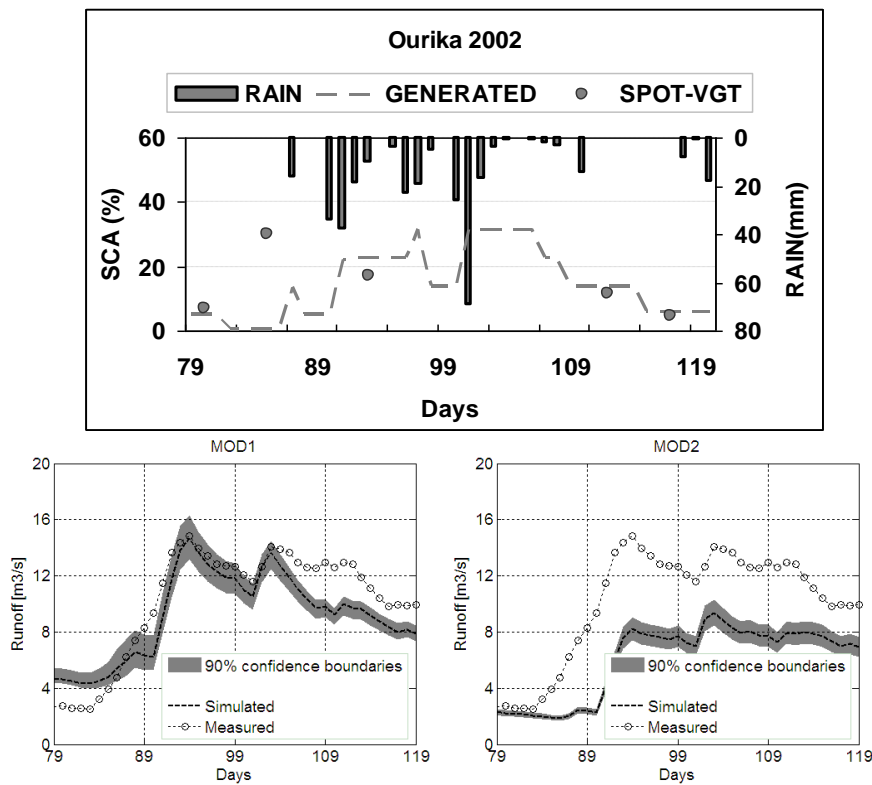 Ourika 2002
RAIN GENERATED SPOT-VGT
60 0
40 20
20 40
0 60
80
SCA (%)
RAIN(mm)
79 89 99 109 119
Days
MOD1
20
16
12
8
4
0
Runoff [m3/s]
90% confidence boundaries
Simulated
Measured
79 89 99 109 119
Days
MOD2
20
16
12
8
4
0
Runoff [m3/s]
90% confidence boundaries
Simulated
Measured
79 89 99 109 119
Days